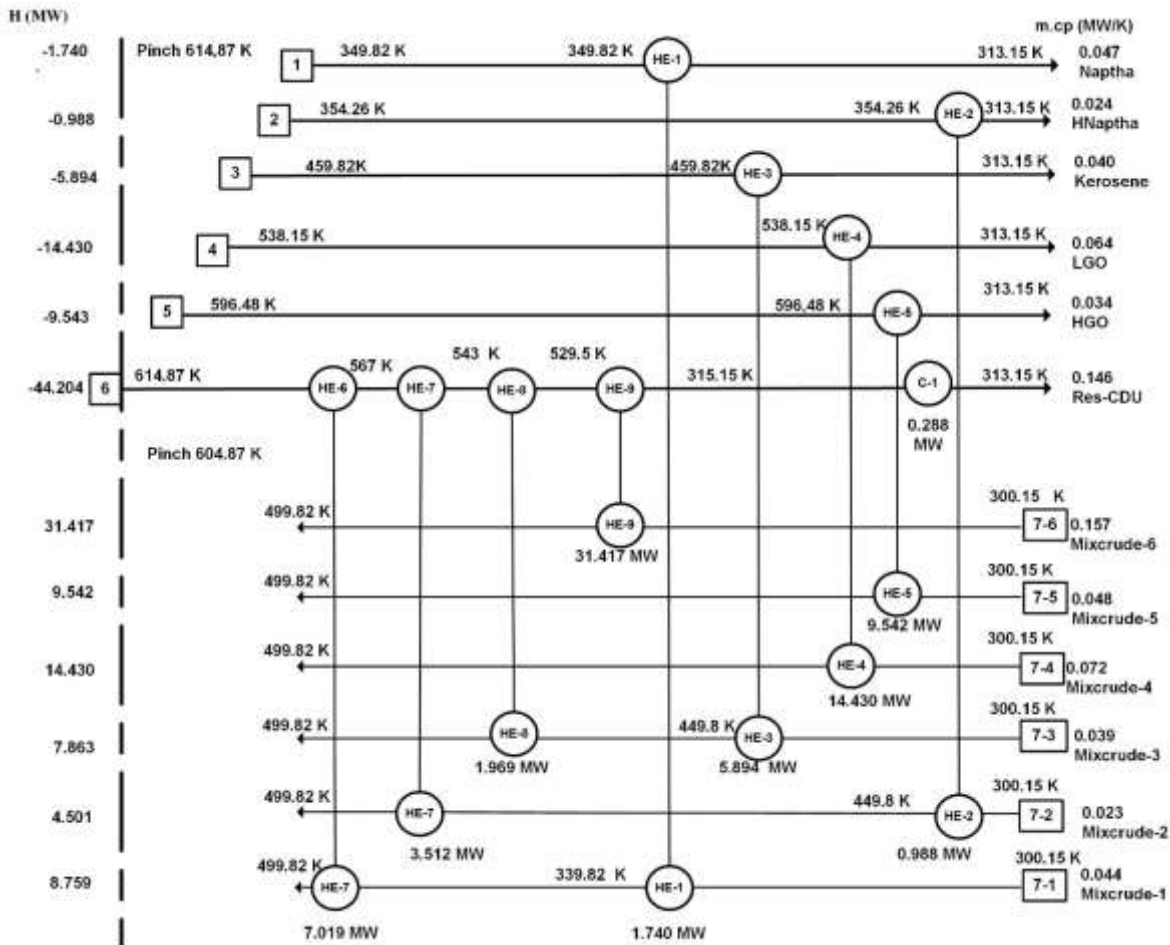 H (MW)
m.cp (MW/K)
-1.740
Pinch 614,87 K
1
349.82 K
349.82 K
HE-1
313.15 K
0.047
Naptha
-0.988
2
354.26 K
354.26 K
HE-2
313.15 K
0.024
HNaptha
-5.894
3
459.82K
459.82K
HE-3
313.15 K
0.040
Kerosene
-14.430
4
538.15 K
538.15 K
HE-4
313.15 K
0.064
LGO
-9.543
5
596.48 K
596,48 K
HE-5
313.15 K
0.034
HGO
-44.204
6
614.87 K
HE-6
567 K
HE-7
543 K
HE-8
529.5 K
HE-9
315.15 K
C-1
313.15 K
0.146
Res-CDU
0.288
MW
Pinch 604.87 K
31.417
499.82 K
HE-9
31.417 MW
300.15 K
7-6
0.157
Mixcrude-6
9.542
499.82 K
HE-5
9.542 MW
300.15 K
7-5
0.048
Mixcrude-5
14.430
499.82 K
HE-4
14.430 MW
300.15 K
7-4
0.072
Mixcrude-4
7.863
499.82 K
HE-8
1.969 MW
449.8 K
HE-3
5.894 MW
300.15 K
7-3
0.039
Mixcrude-3
4.501
499.82 K
HE-7
3.512 MW
449.8 K
HE-2
0.988 MW
300.15 K
7-2
0.023
Mixcrude-2
8.759
499.82 K
HE-7
7.019 MW
339.82 K
HE-1
1.740 MW
300.15 K
7-1
0.044
Mixcrude-1